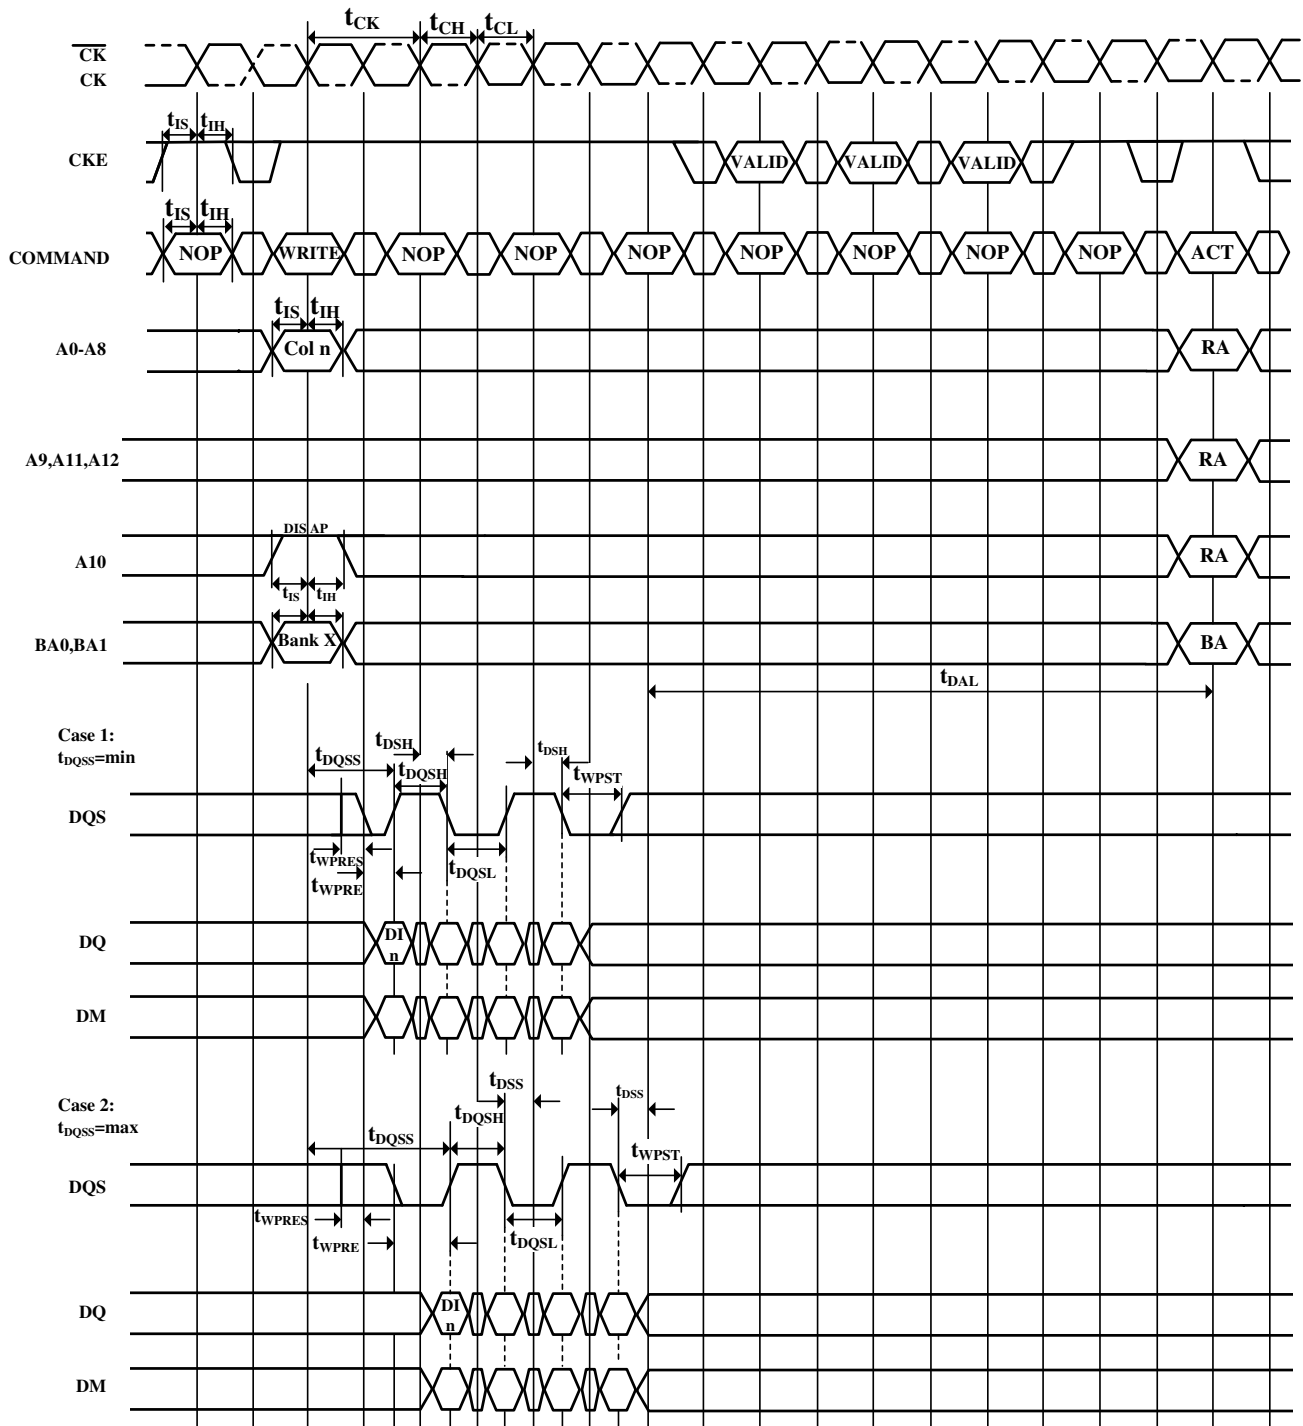 tCK tCH tCL
CK
CK
tIS tIH
CKE VALID VALID VALID
tIS tIH
COMMAND NOP WRITE NOP NOP NOP NOP NOP NOP NOP ACT
tIS tIH
A0-A8 Col n RA
A9,A11,A12 RA
DIS AP
A10 RA
tIS tIH
BA0,BA1 Bank X BA
tDAL
Case 1:
tDQSS=min
tDSH tDSH
tDQSS tDQSH tWPST
DQS
tWPRES tDQSL
tWPRE
DQ DI
n
DM
tDSS tDSS
Case 2:
tDQSS=max
tDQSH
tDQSS tWPST
DQS
tWPRES
tWPRE tDQSL
DQ DI
n
DM